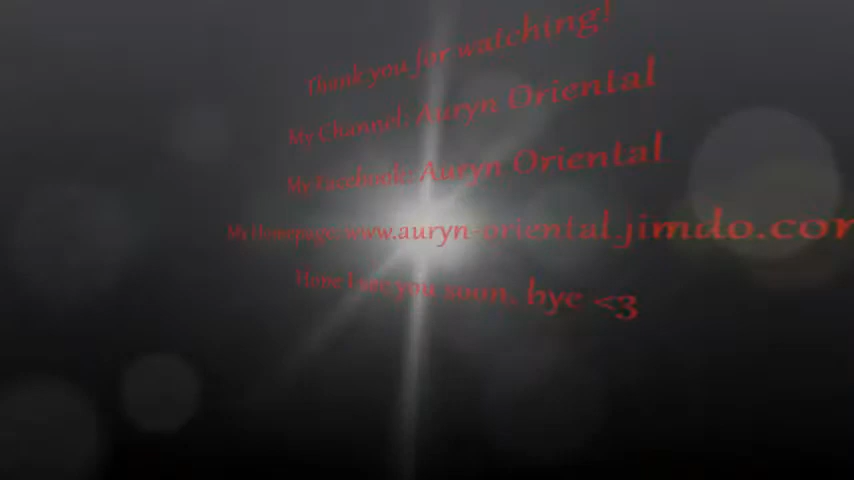 Thank you for watching!
My Channel: Auryn Oriental
My Facebook: Auryn Oriental
My Homepage: www.auryn-oriental.jimdo.com
Hope I see you soon, bye <3